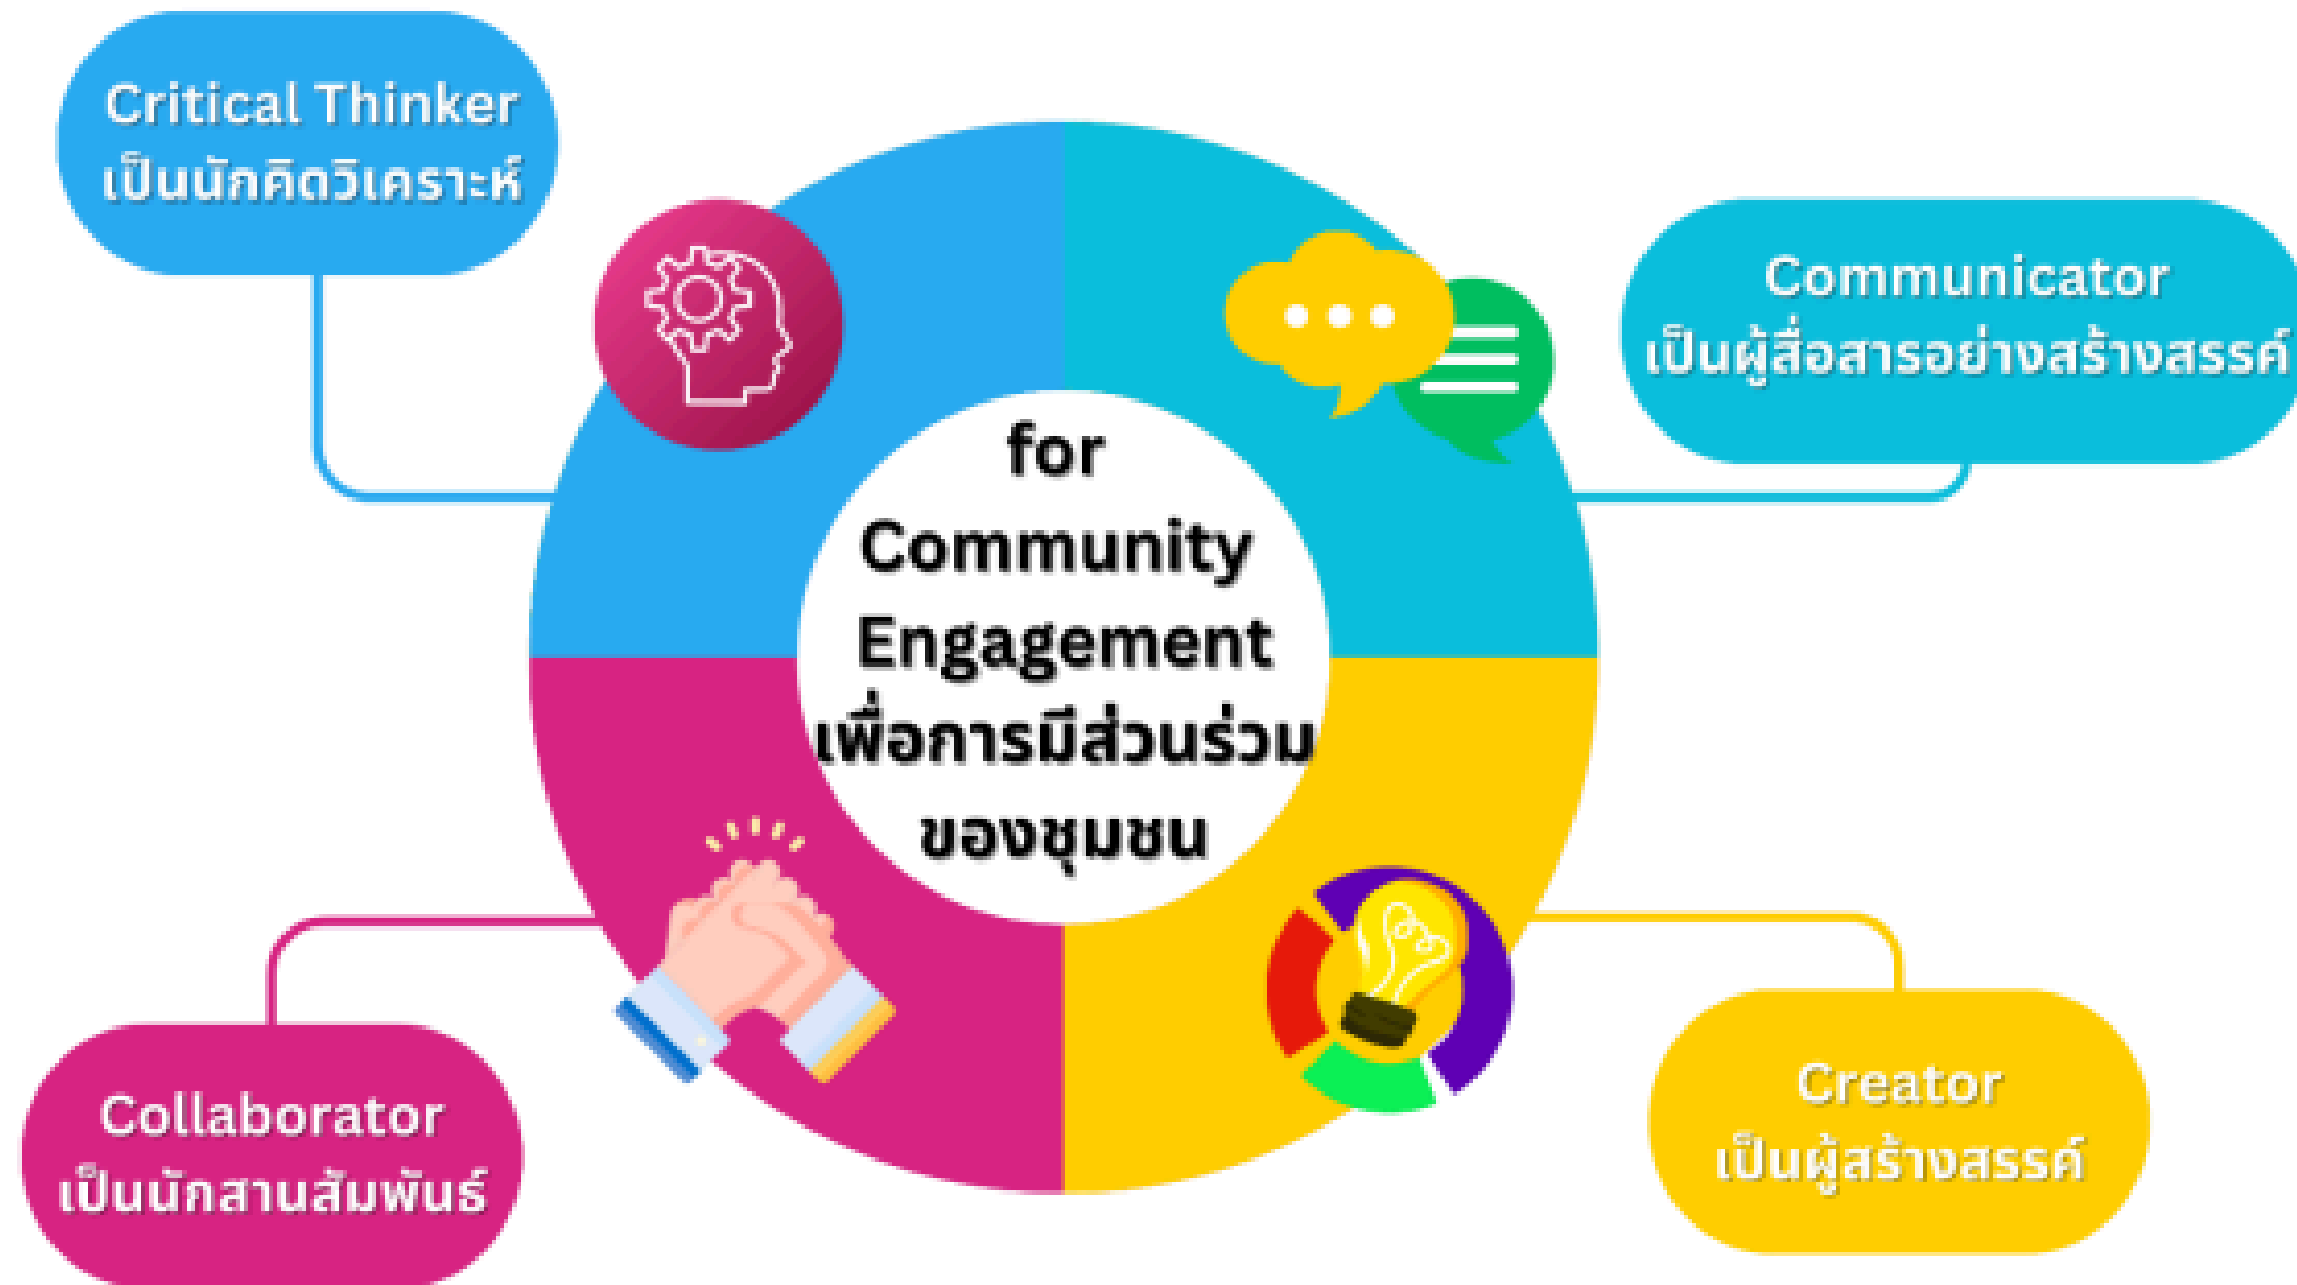 Critical Thinker
เป็นนักคิดวิเคราะห์
Communicator
เป็นผู้สื่อสารอย่างสร้างสรรค์
for
Community
Engagement
เพื่อการมีส่วนร่วม
ของชุมชน
Collaborator
เป็นนักสานสัมพันธ์
Creator
เป็นผู้สร้างสรรค์